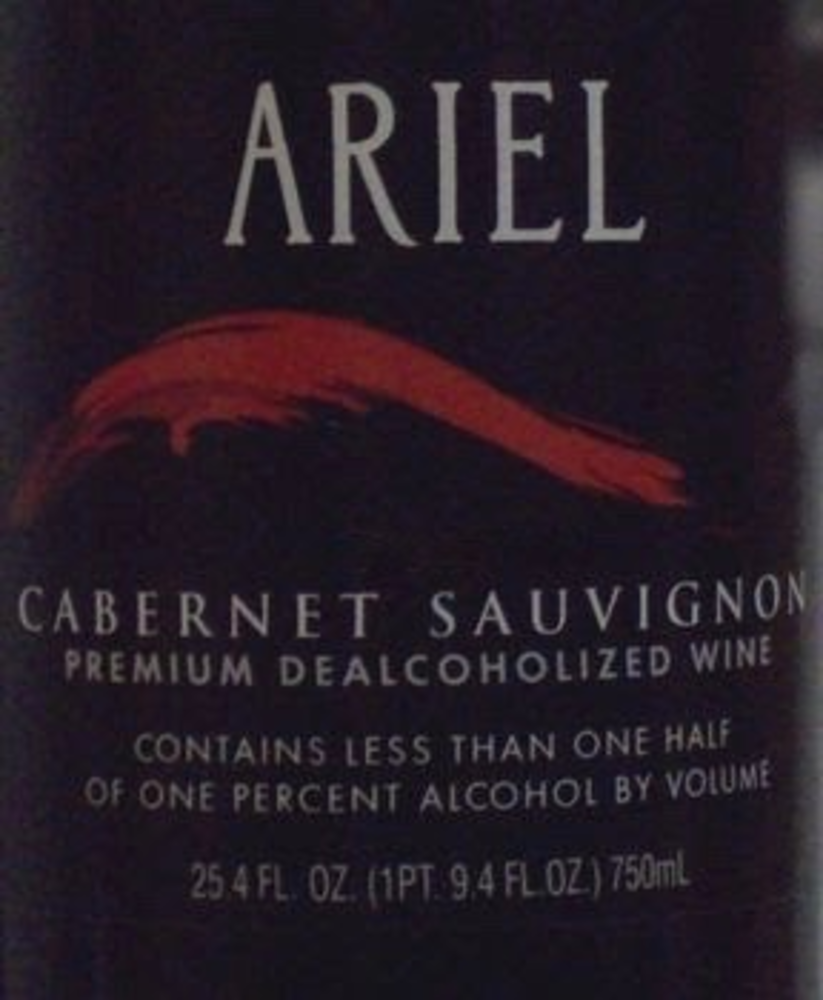 ARIEL
CABERNET SAUVIGNON
PREMIUM DEALCOHOLIZED WINE
CONTAINS LESS THAN ONE HALF
OF ONE PERCENT ALCOHOL BY VOLUME
25.4 FL. OZ. (1PT. 9.4 FL.OZ.) 750mL